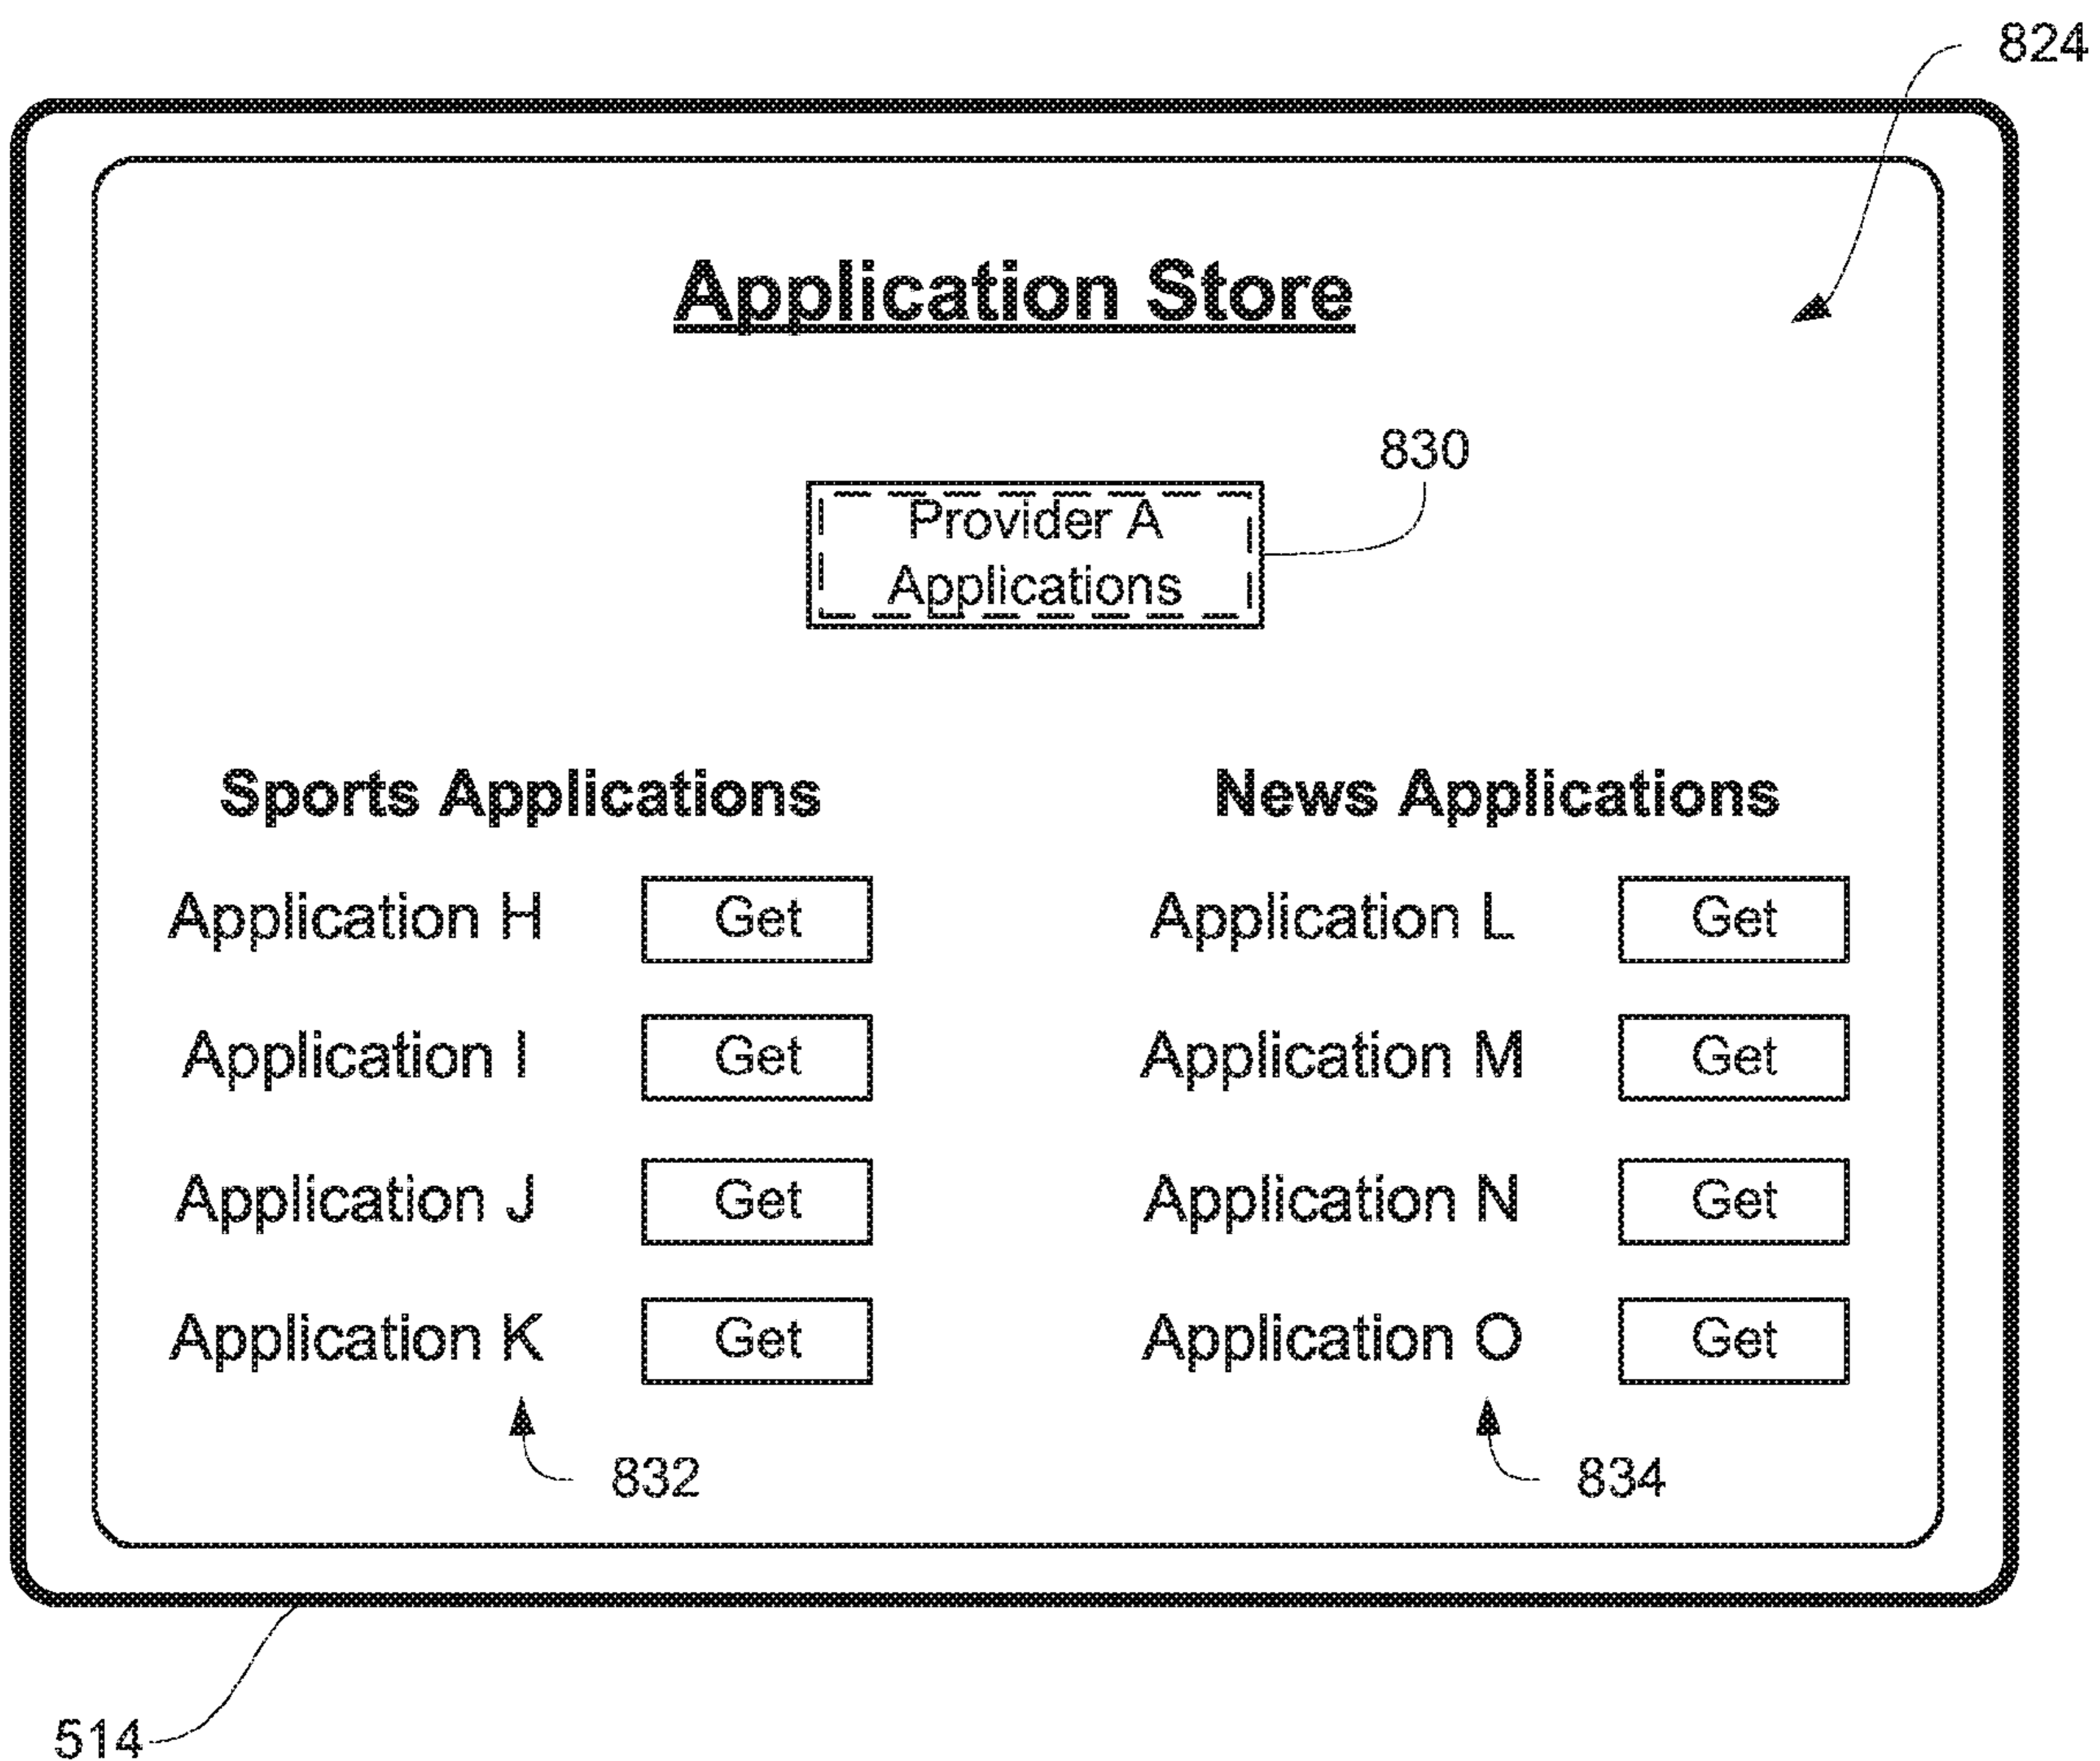 824
Application Store
830
Provider A
Applications
Sports Applications
News Applications
Application H
Get
Application L
Get
Application I
Get
Application M
Get
Application J
Get
Application N
Get
Application K
Get
Application O
Get
832
834
514